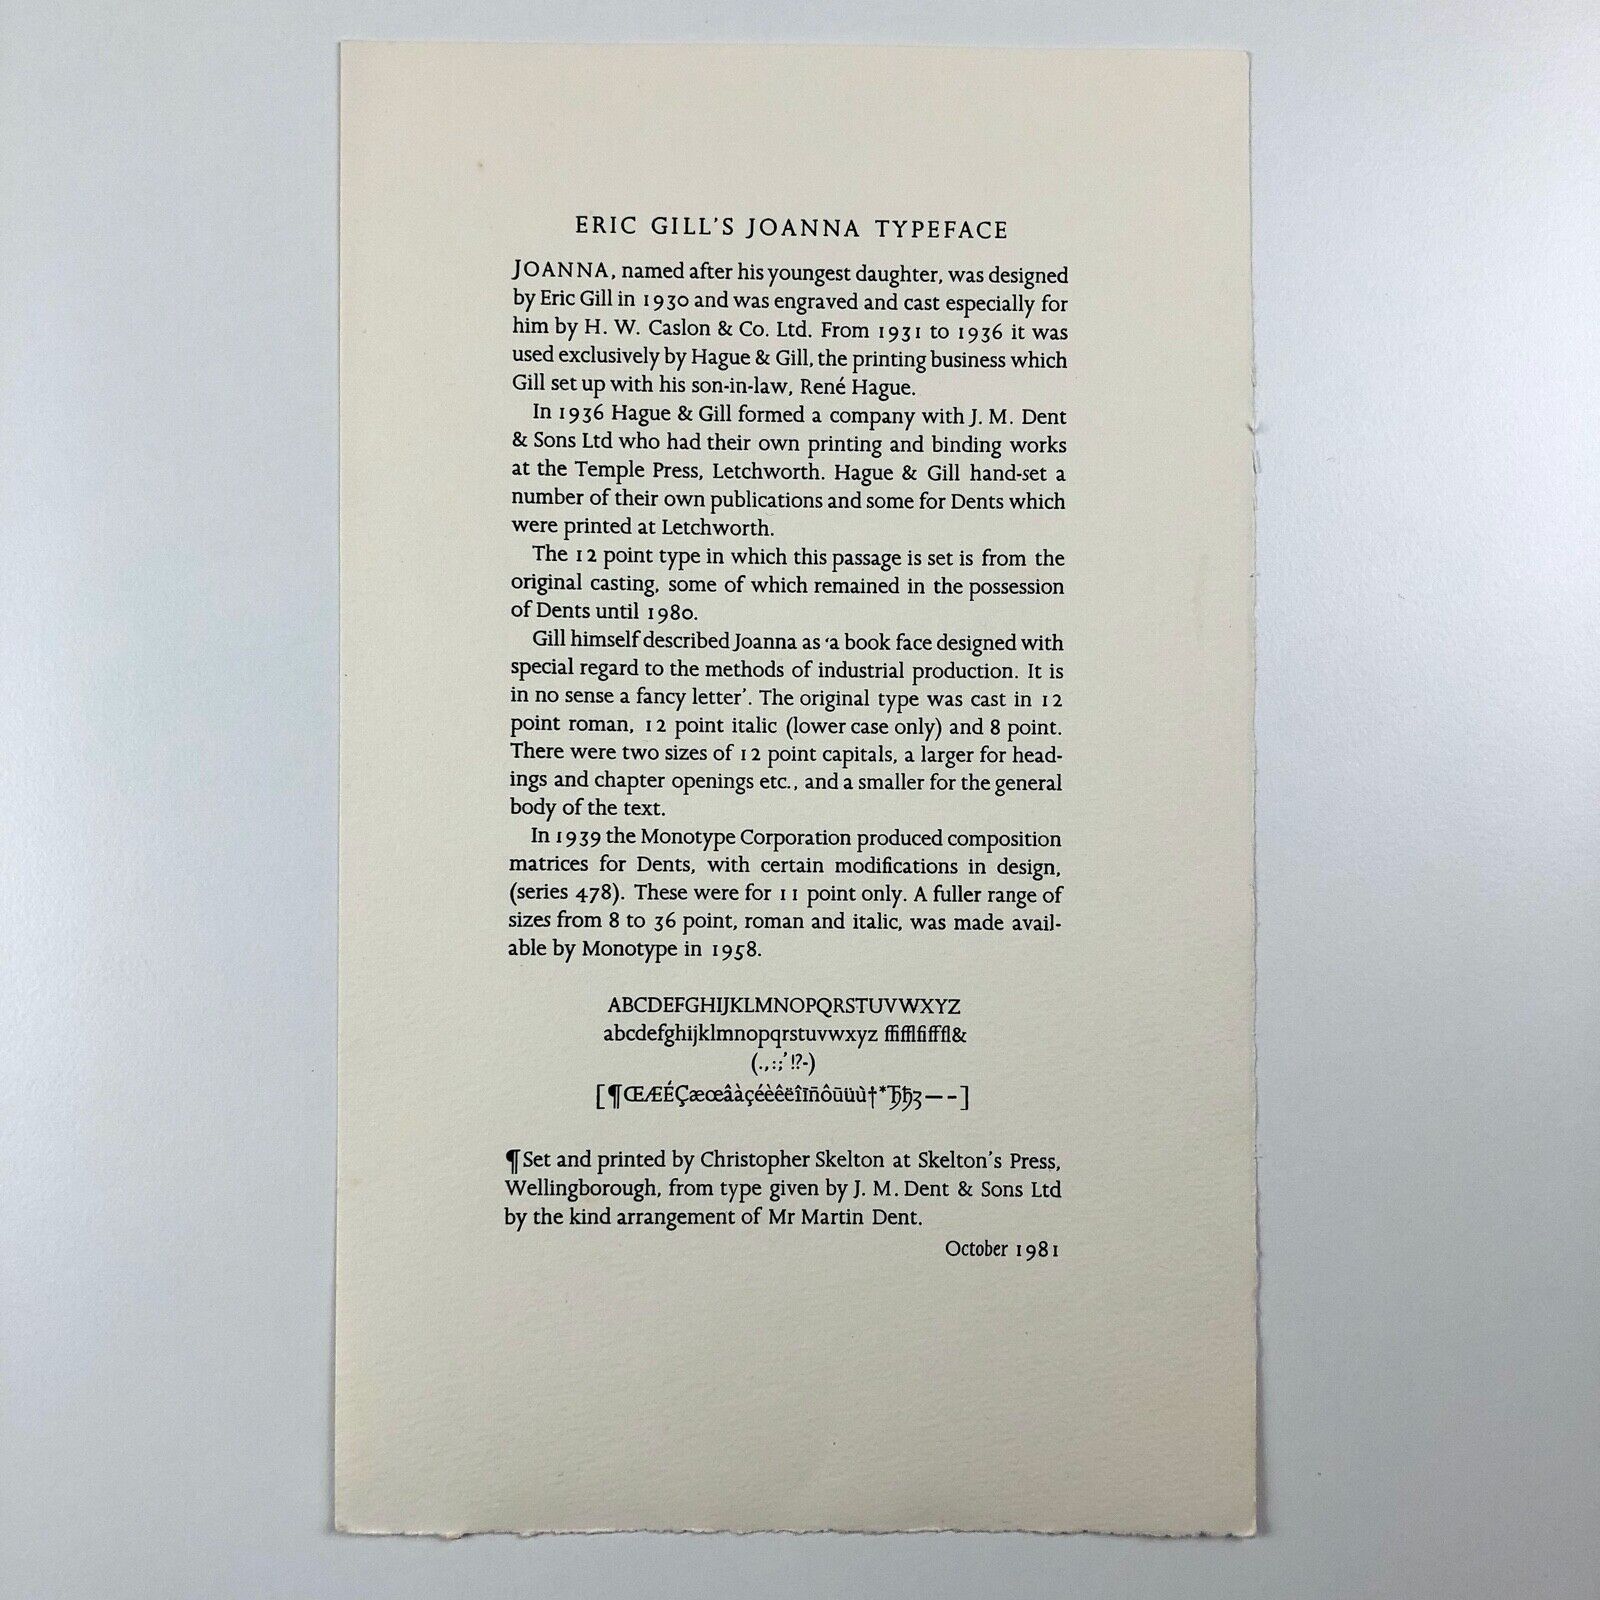 ERIC GILL'S JOANNA TYPEFACE
JOANNA, named after his youngest daughter, was designed
by Eric Gill in 1930 and was engraved and cast especially for
him by H. W. Caslon & Co. Ltd. From 1931 to 1936 it was
used exclusively by Hague & Gill, the printing business which
Gill set up with his son-in-law, René Hague.
In 1936 Hague & Gill formed a company with J. M. Dent
& Sons Ltd who had their own printing and binding works
at the Temple Press, Letchworth. Hague & Gill hand-set a
number of their own publications and some for Dents which
were printed at Letchworth.
The 12 point type in which this passage is set is from the
original casting, some of which remained in the possession
of Dents until 1980.
Gill himself described Joanna as ‘a book face designed with
special regard to the methods of industrial production. It is
in no sense a fancy letter’. The original type was cast in 12
point roman, 12 point italic (lower case only) and 8 point.
There were two sizes of 12 point capitals, a larger for head-
ings and chapter openings etc., and a smaller for the general
body of the text.
In 1939 the Monotype Corporation produced composition
matrices for Dents, with certain modifications in design,
(series 478). These were for 11 point only. A fuller range of
sizes from 8 to 36 point, roman and italic, was made avail-
able by Monotype in 1958.
ABCDEFGHIJKLMNOPQRSTUVWXYZ
abcdefghijklmnopqrstuvwxyz ffifflfifffl&
(.,:;’!?-)
[¶ŒÆÉÇæœâàçéèêëîīñôūüù†*Ђђʒ—-]
¶Set and printed by Christopher Skelton at Skelton's Press,
Wellingborough, from type given by J. M. Dent & Sons Ltd
by the kind arrangement of Mr Martin Dent.
October 1981